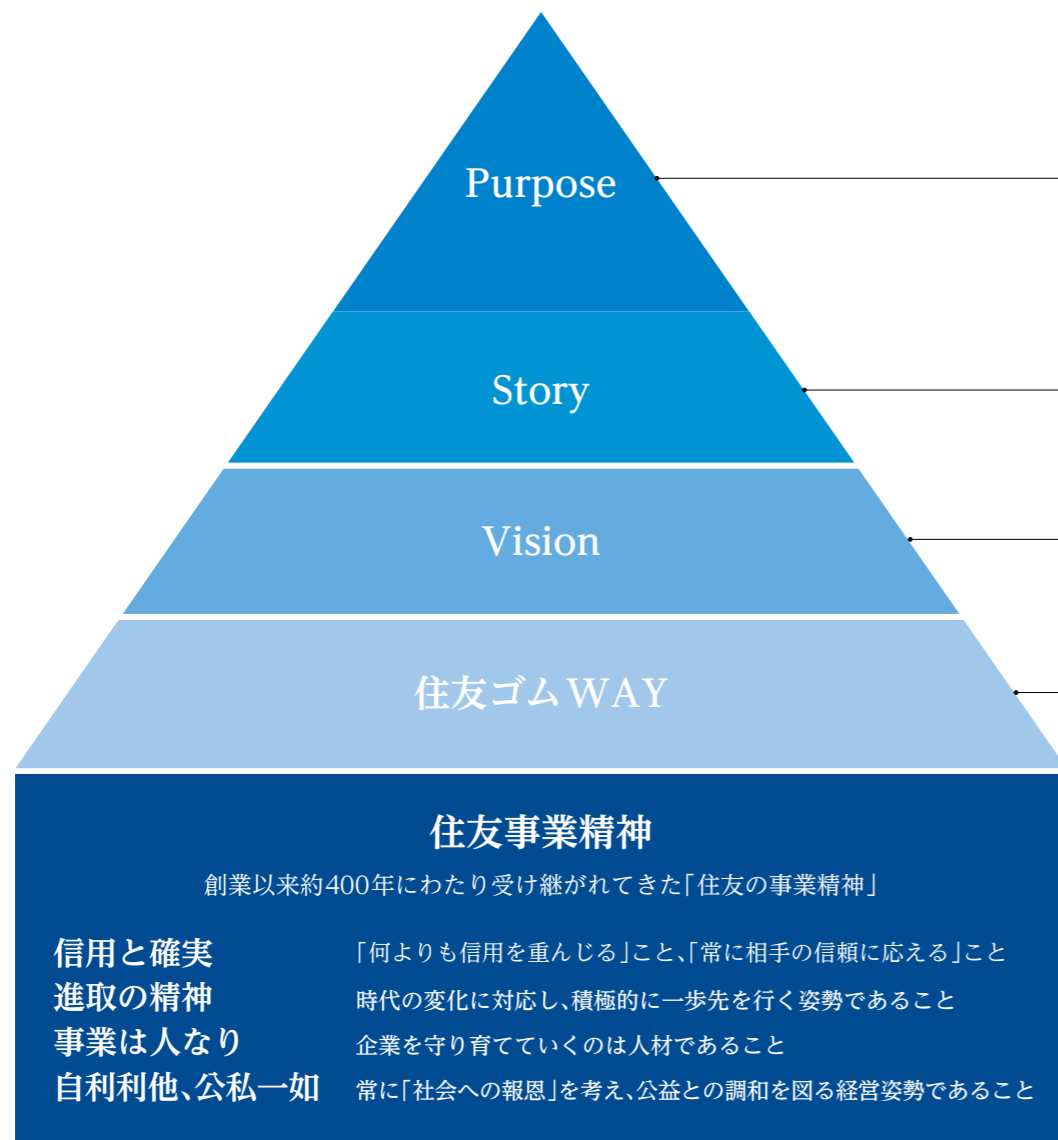 Purpose
Story
Vision
住友ゴムWAY
住友事業精神
創業以来約400年にわたり受け継がれてきた「住友の事業精神」
信用と確実 「何よりも信用を重んじる」こと、「常に相手の信頼に応える」こと
進取の精神 時代の変化に対応し、積極的に一歩先を行く姿勢であること
事業は人なり 企業を守り育てていくのは人材であること
自利利他、公私一如 常に「社会への報恩」を考え、公益との調和を図る経営姿勢であること